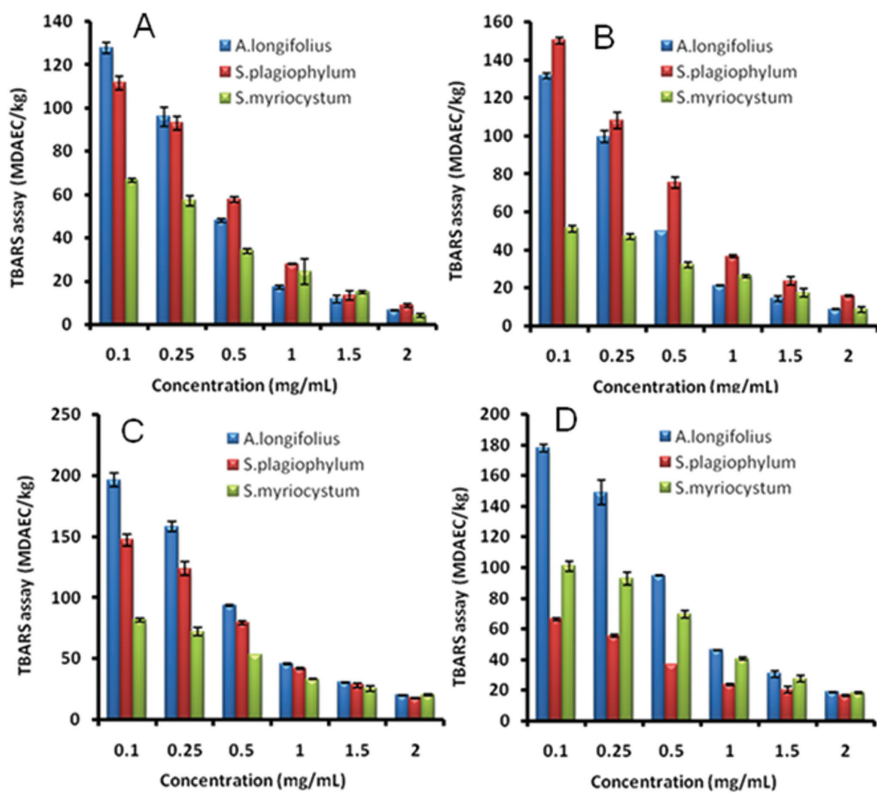 A
TBARS assay (MDAEC/kg)
140
120
100
80
60
40
20
0
A.longifolius
S.plagiophylum
S.myriocystum
0.1 0.25 0.5 1 1.5 2
Concentration (mg/mL)
B
TBARS assay (MDAEC/kg)
160
140
120
100
80
60
40
20
0
A.longifolius
S.plagiophylum
S.myriocystum
0.1 0.25 0.5 1 1.5 2
Concentration (mg/mL)
C
TBARS assay (MDAEC/kg)
250
200
150
100
50
0
A.longifolius
S.plagiophylum
S.myriocystum
0.1 0.25 0.5 1 1.5 2
Concentration (mg/mL)
D
TBARS assay (MDAEC/kg)
200
180
160
140
120
100
80
60
40
20
0
A.longifolius
S.plagiophylum
S.myriocystum
0.1 0.25 0.5 1 1.5 2
Concentration (mg/mL)